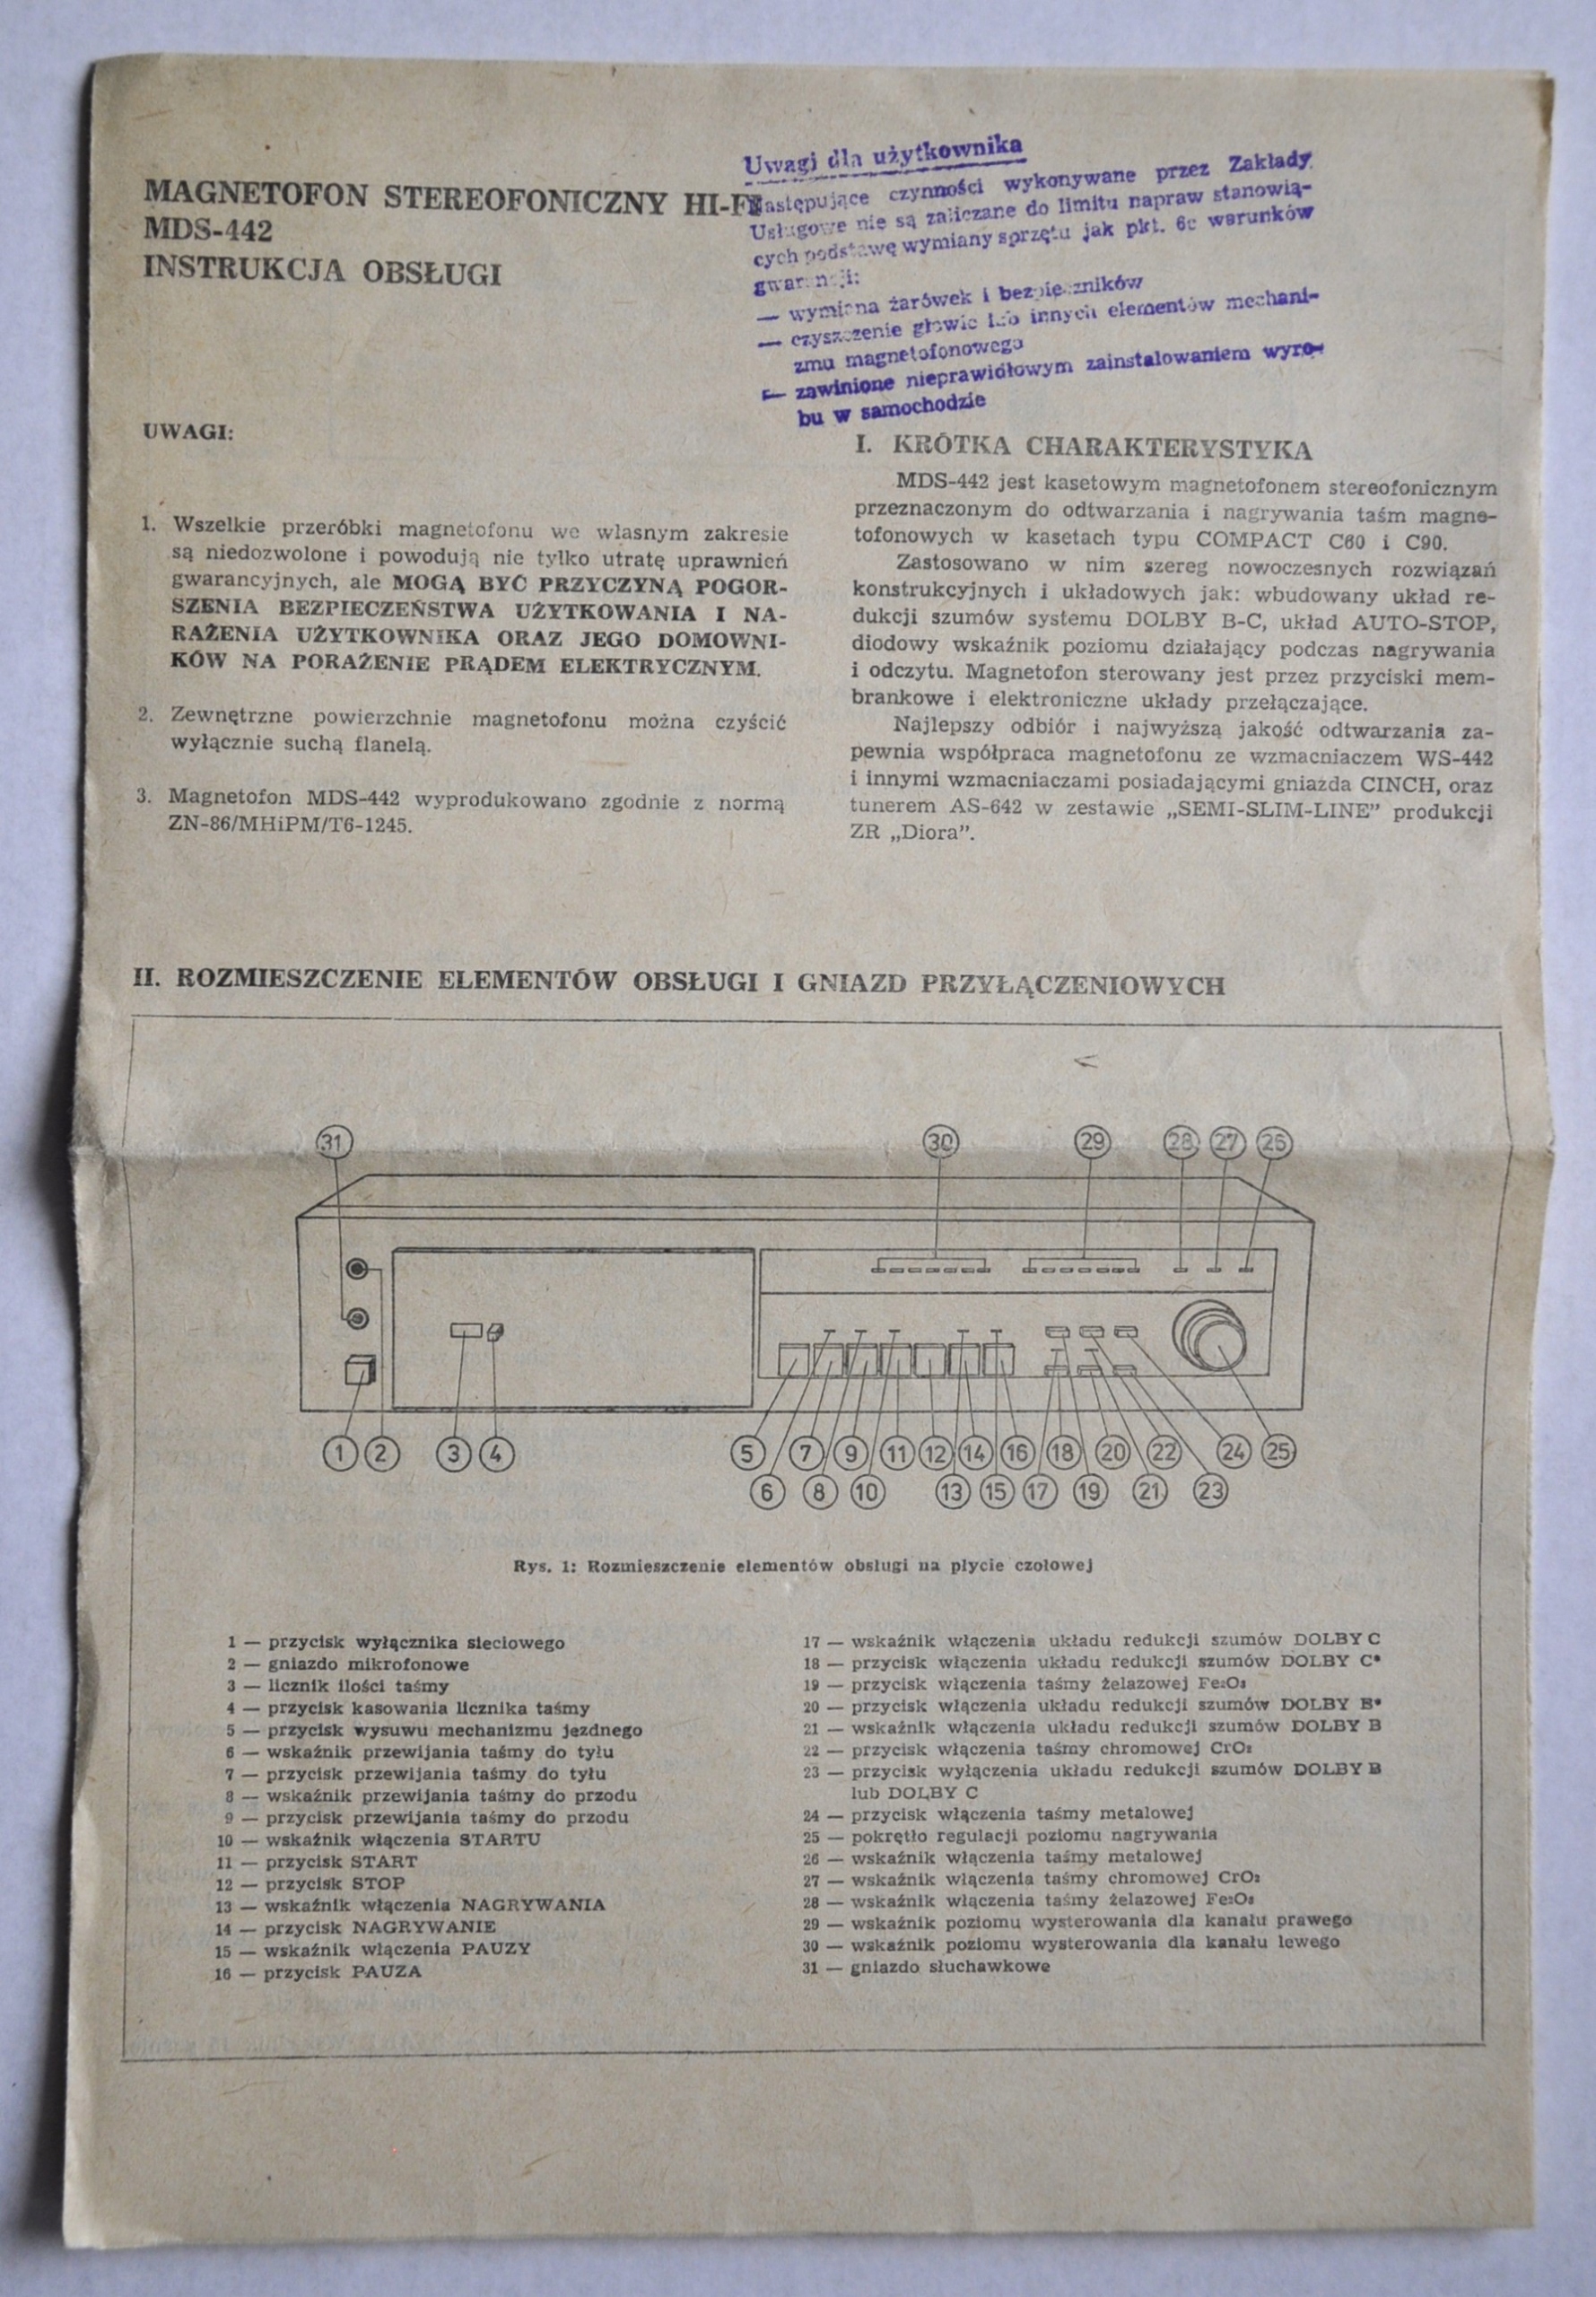 MAGNETOFON STEREOFONICZNY HI-FI
MDS-442
INSTRUKCJA OBSŁUGI
Uwagi dla użytkownika
Następujące czynności wykonywane przez Zakłady
Usługowe nie są zaliczane do limitu napraw stanowią-
cych podstawę wymiany sprzętu jak pkt. 6c warunków
gwarancji:
— wymiana żarówek i bezpieczników
— czyszczenie głowic lub innych elementów mechani-
zmu magnetofonowego
— zawinione nieprawidłowym zainstalowaniem wyro-
bu w samochodzie
UWAGI:
1. Wszelkie przeróbki magnetofonu we własnym zakresie
są niedozwolone i powodują nie tylko utratę uprawnień
gwarancyjnych, ale MOGĄ BYĆ PRZYCZYNĄ POGOR-
SZENIA BEZPIECZEŃSTWA UŻYTKOWANIA I NA-
RAŻENIA UŻYTKOWNIKA ORAZ JEGO DOMOWNI-
KÓW NA PORAŻENIE PRĄDEM ELEKTRYCZNYM.
2. Zewnętrzne powierzchnie magnetofonu można czyścić
wyłącznie suchą flanelą.
3. Magnetofon MDS-442 wyprodukowano zgodnie z normą
ZN-86/MHiPM/T6-1245.
I. KRÓTKA CHARAKTERYSTYKA
MDS-442 jest kasetowym magnetofonem stereofonicznym
przeznaczonym do odtwarzania i nagrywania taśm magne-
tofonowych w kasetach typu COMPACT C60 i C90.
Zastosowano w nim szereg nowoczesnych rozwiązań
konstrukcyjnych i układowych jak: wbudowany układ re-
dukcji szumów systemu DOLBY B-C, układ AUTO-STOP,
diodowy wskaźnik poziomu działający podczas nagrywania
i odczytu. Magnetofon sterowany jest przez przyciski mem-
brankowe i elektroniczne układy przełączające.
Najlepszy odbiór i najwyższą jakość odtwarzania za-
pewnia współpraca magnetofonu ze wzmacniaczem WS-442
i innymi wzmacniaczami posiadającymi gniazda CINCH, oraz
tunerem AS-642 w zestawie „SEMI-SLIM-LINE” produkcji
ZR „Diora”.
II. ROZMIESZCZENIE ELEMENTÓW OBSŁUGI I GNIAZD PRZYŁĄCZENIOWYCH
31 30 29 28 27 26
1 2 3 4 5 7 9 11 12 14 16 18 20 22 24 25
6 8 10 13 15 17 19 21 23
Rys. 1: Rozmieszczenie elementów obsługi na płycie czołowej
1 — przycisk wyłącznika sieciowego
2 — gniazdo mikrofonowe
3 — licznik ilości taśmy
4 — przycisk kasowania licznika taśmy
5 — przycisk wysuwu mechanizmu jezdnego
6 — wskaźnik przewijania taśmy do tyłu
7 — przycisk przewijania taśmy do tyłu
8 — wskaźnik przewijania taśmy do przodu
9 — przycisk przewijania taśmy do przodu
10 — wskaźnik włączenia STARTU
11 — przycisk START
12 — przycisk STOP
13 — wskaźnik włączenia NAGRYWANIA
14 — przycisk NAGRYWANIE
15 — wskaźnik włączenia PAUZY
16 — przycisk PAUZA
17 — wskaźnik włączenia układu redukcji szumów DOLBY C
18 — przycisk włączenia układu redukcji szumów DOLBY C*
19 — przycisk włączenia taśmy żelazowej Fe₂O₃
20 — przycisk włączenia układu redukcji szumów DOLBY B*
21 — wskaźnik włączenia układu redukcji szumów DOLBY B
22 — przycisk włączenia taśmy chromowej CrO₂
23 — przycisk wyłączenia układu redukcji szumów DOLBY B
lub DOLBY C
24 — przycisk włączenia taśmy metalowej
25 — pokrętło regulacji poziomu nagrywania
26 — wskaźnik włączenia taśmy metalowej
27 — wskaźnik włączenia taśmy chromowej CrO₂
28 — wskaźnik włączenia taśmy żelazowej Fe₂O₃
29 — wskaźnik poziomu wysterowania dla kanału prawego
30 — wskaźnik poziomu wysterowania dla kanału lewego
31 — gniazdo słuchawkowe